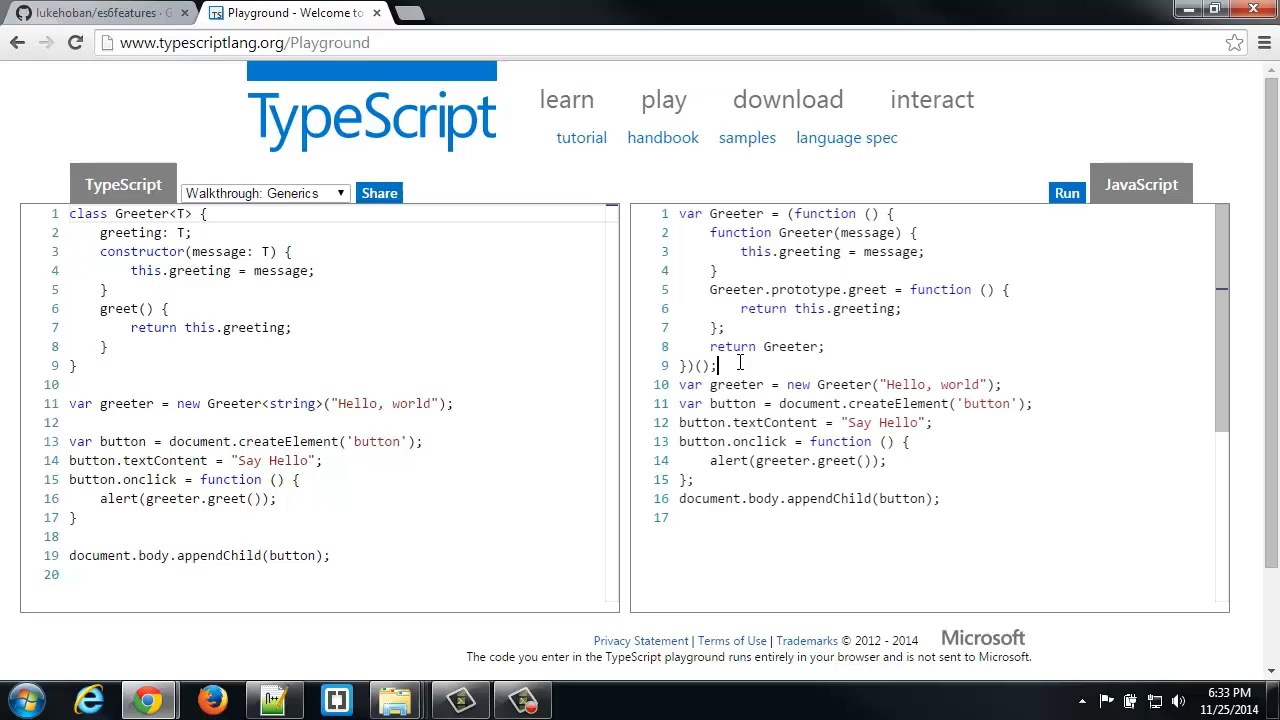 lukehoban/es6features · G
Playground - Welcome to
www.typescriptlang.org/Playground
TypeScript
learn play download interact
tutorial handbook samples language spec
TypeScript
Walkthrough: Generics
Share
Run
JavaScript
1 class Greeter<T> {
2     greeting: T;
3     constructor(message: T) {
4         this.greeting = message;
5     }
6     greet() {
7         return this.greeting;
8     }
9 }
10
11 var greeter = new Greeter<string>("Hello, world");
12
13 var button = document.createElement('button');
14 button.textContent = "Say Hello";
15 button.onclick = function () {
16     alert(greeter.greet());
17 }
18
19 document.body.appendChild(button);
20
1 var Greeter = (function () {
2     function Greeter(message) {
3         this.greeting = message;
4     }
5     Greeter.prototype.greet = function () {
6         return this.greeting;
7     };
8     return Greeter;
9 })();
10 var greeter = new Greeter("Hello, world");
11 var button = document.createElement('button');
12 button.textContent = "Say Hello";
13 button.onclick = function () {
14     alert(greeter.greet());
15 };
16 document.body.appendChild(button);
17
Privacy Statement | Terms of Use | Trademarks © 2012 - 2014 Microsoft
The code you enter in the TypeScript playground runs entirely in your browser and is not sent to Microsoft.
6:33 PM
11/25/2014